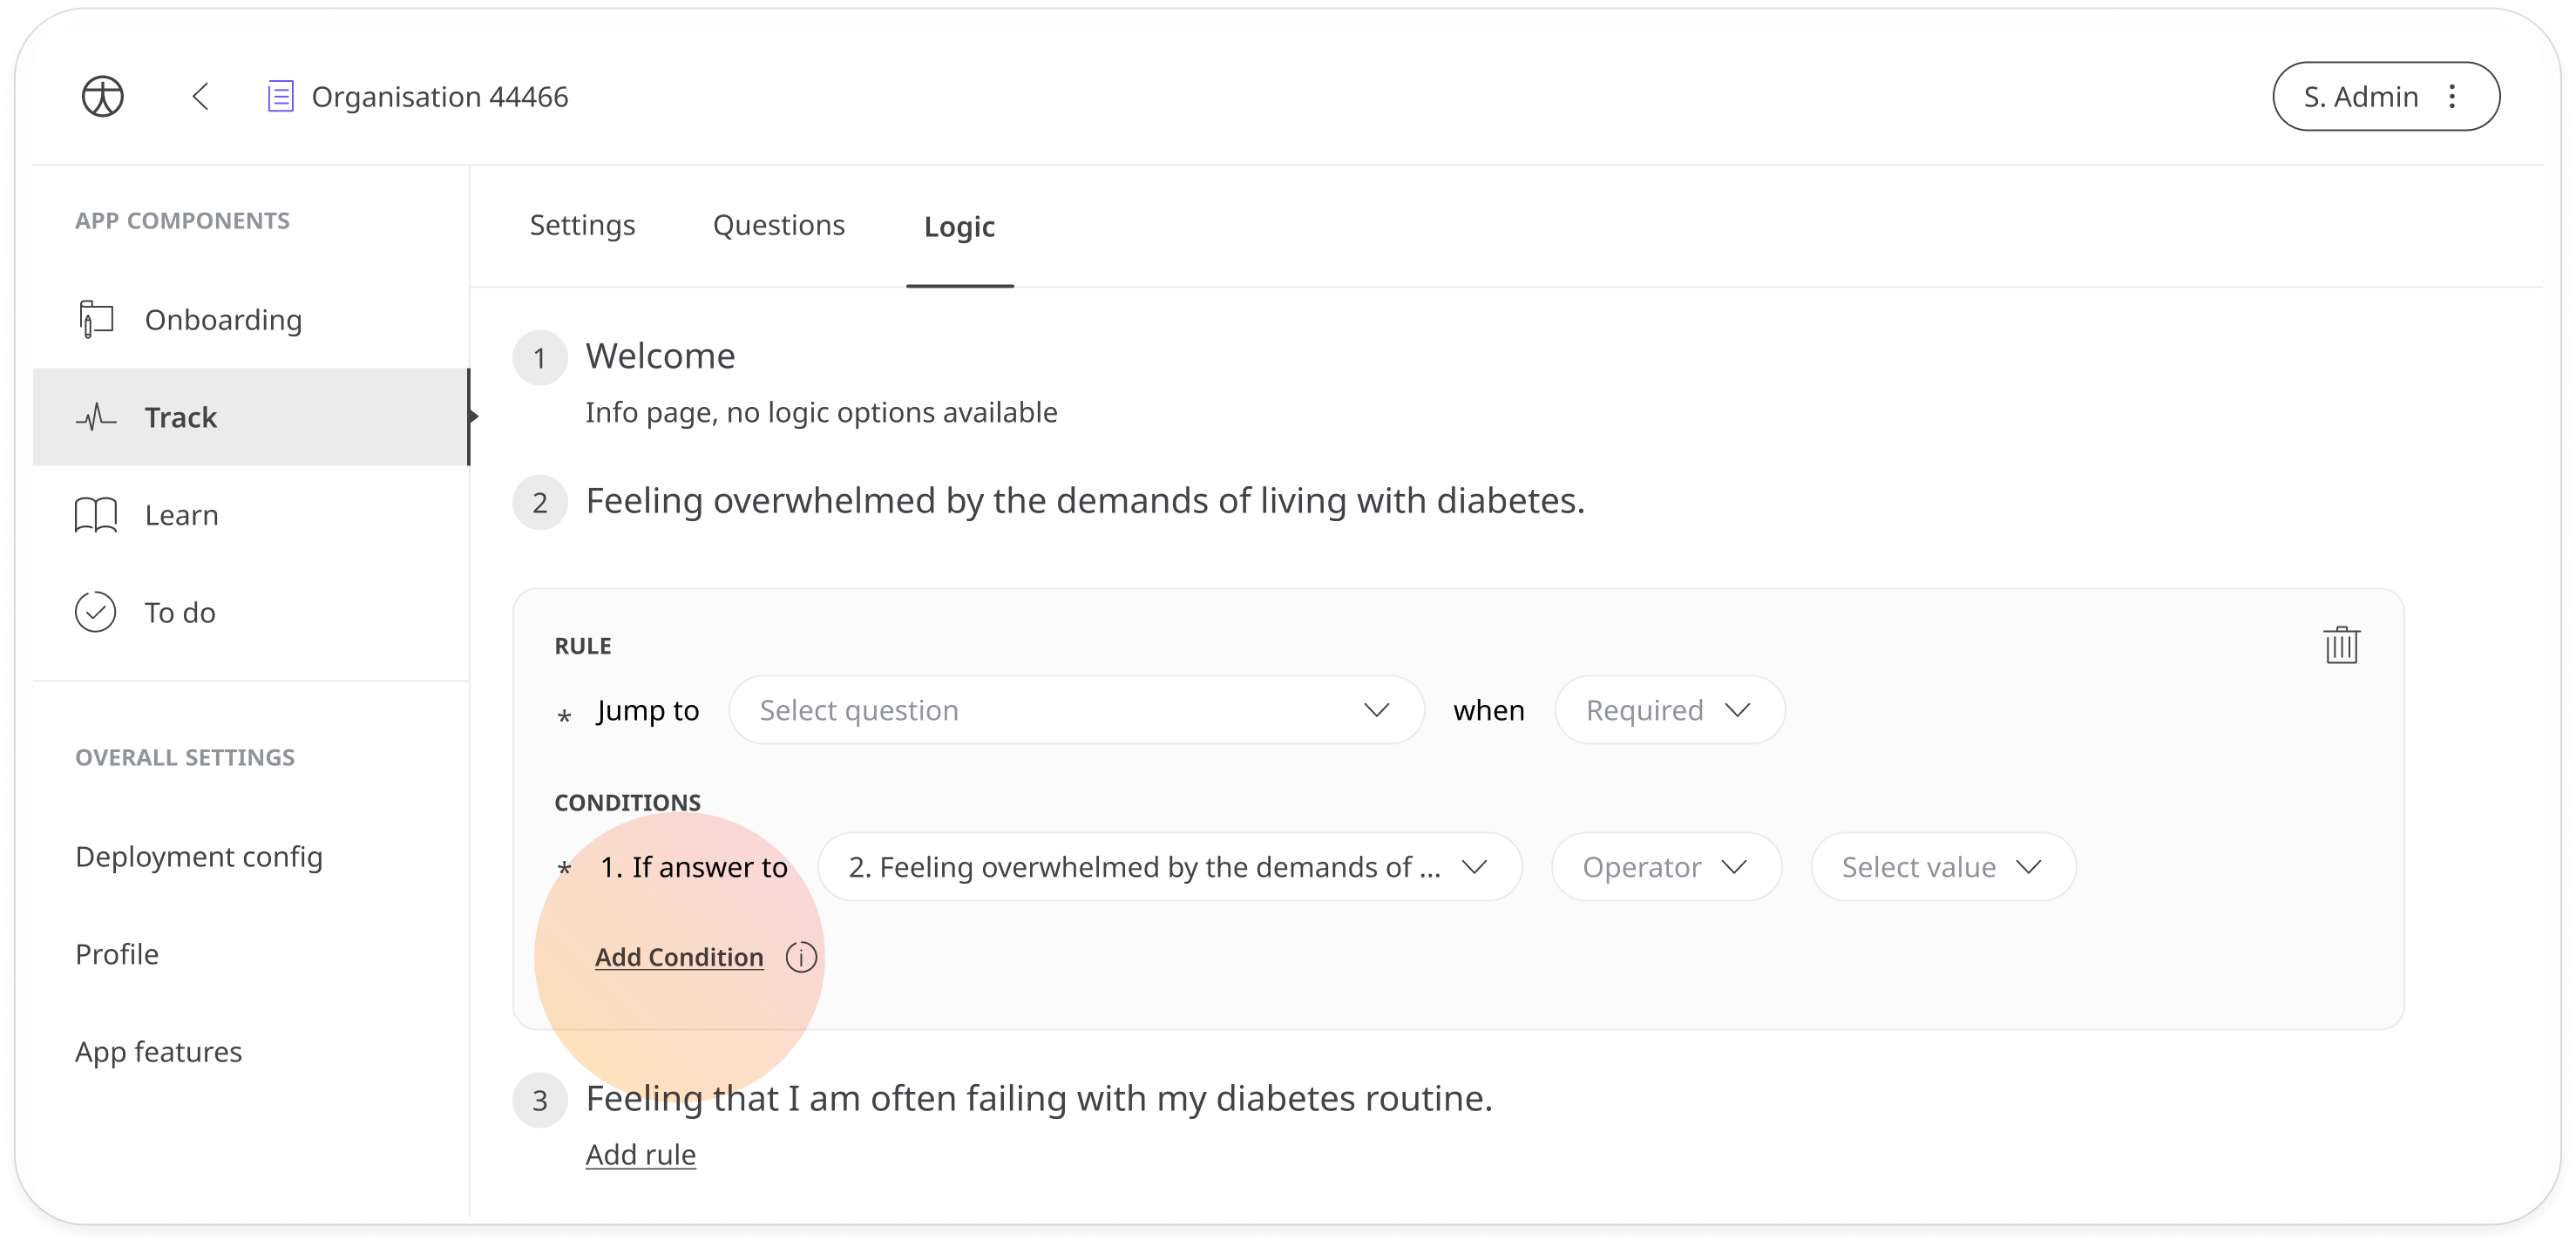 Organisation 44466
S. Admin
APP COMPONENTS
Onboarding
Track
Learn
To do
OVERALL SETTINGS
Deployment config
Profile
App features
Settings Questions Logic
1 Welcome
Info page, no logic options available
2 Feeling overwhelmed by the demands of living with diabetes.
RULE
* Jump to Select question when Required
CONDITIONS
* 1. If answer to 2. Feeling overwhelmed by the demands of ... Operator Select value
Add Condition i
3 Feeling that I am often failing with my diabetes routine.
Add rule